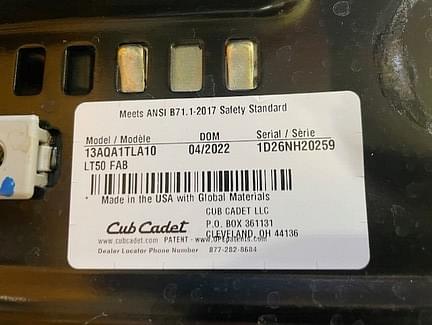 Meets ANSI B71.1-2017 Safety Standard
Model / Modèle DOM Serial / Série
13AQA1TLA10 04/2022 1D26NH20259
LT50 FAB
* Made in the USA with Global Materials *
Cub Cadet
CUB CADET LLC
P.O. BOX 361131
CLEVELAND, OH 44136
www.cubcadet.com PATENT - www.OPEpatents.com
Dealer Locator Phone Number 877-282-8684